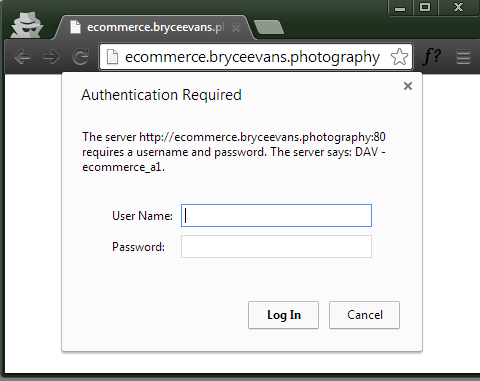 ecommerce.bryceevans.pl
ecommerce.bryceevans.photography
f?
Authentication Required
The server http://ecommerce.bryceevans.photography:80
requires a username and password. The server says: DAV -
ecommerce_a1.
User Name:
Password:
Log In
Cancel